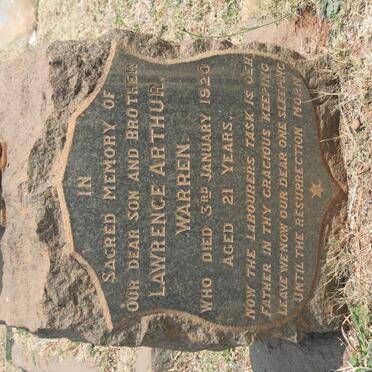 IN
SACRED MEMORY OF
OUR DEAR SON AND BROTHER
LAWRENCE ARTHUR
WARREN
WHO DIED 3RD JANUARY 1920
AGED 21 YEARS.
NOW THE LABOURERS TASK IS OER
FATHER IN THY GRACIOUS KEEPING
LEAVE WE NOW OUR DEAR ONE SLEEPING
UNTIL THE RESURRECTION MORN